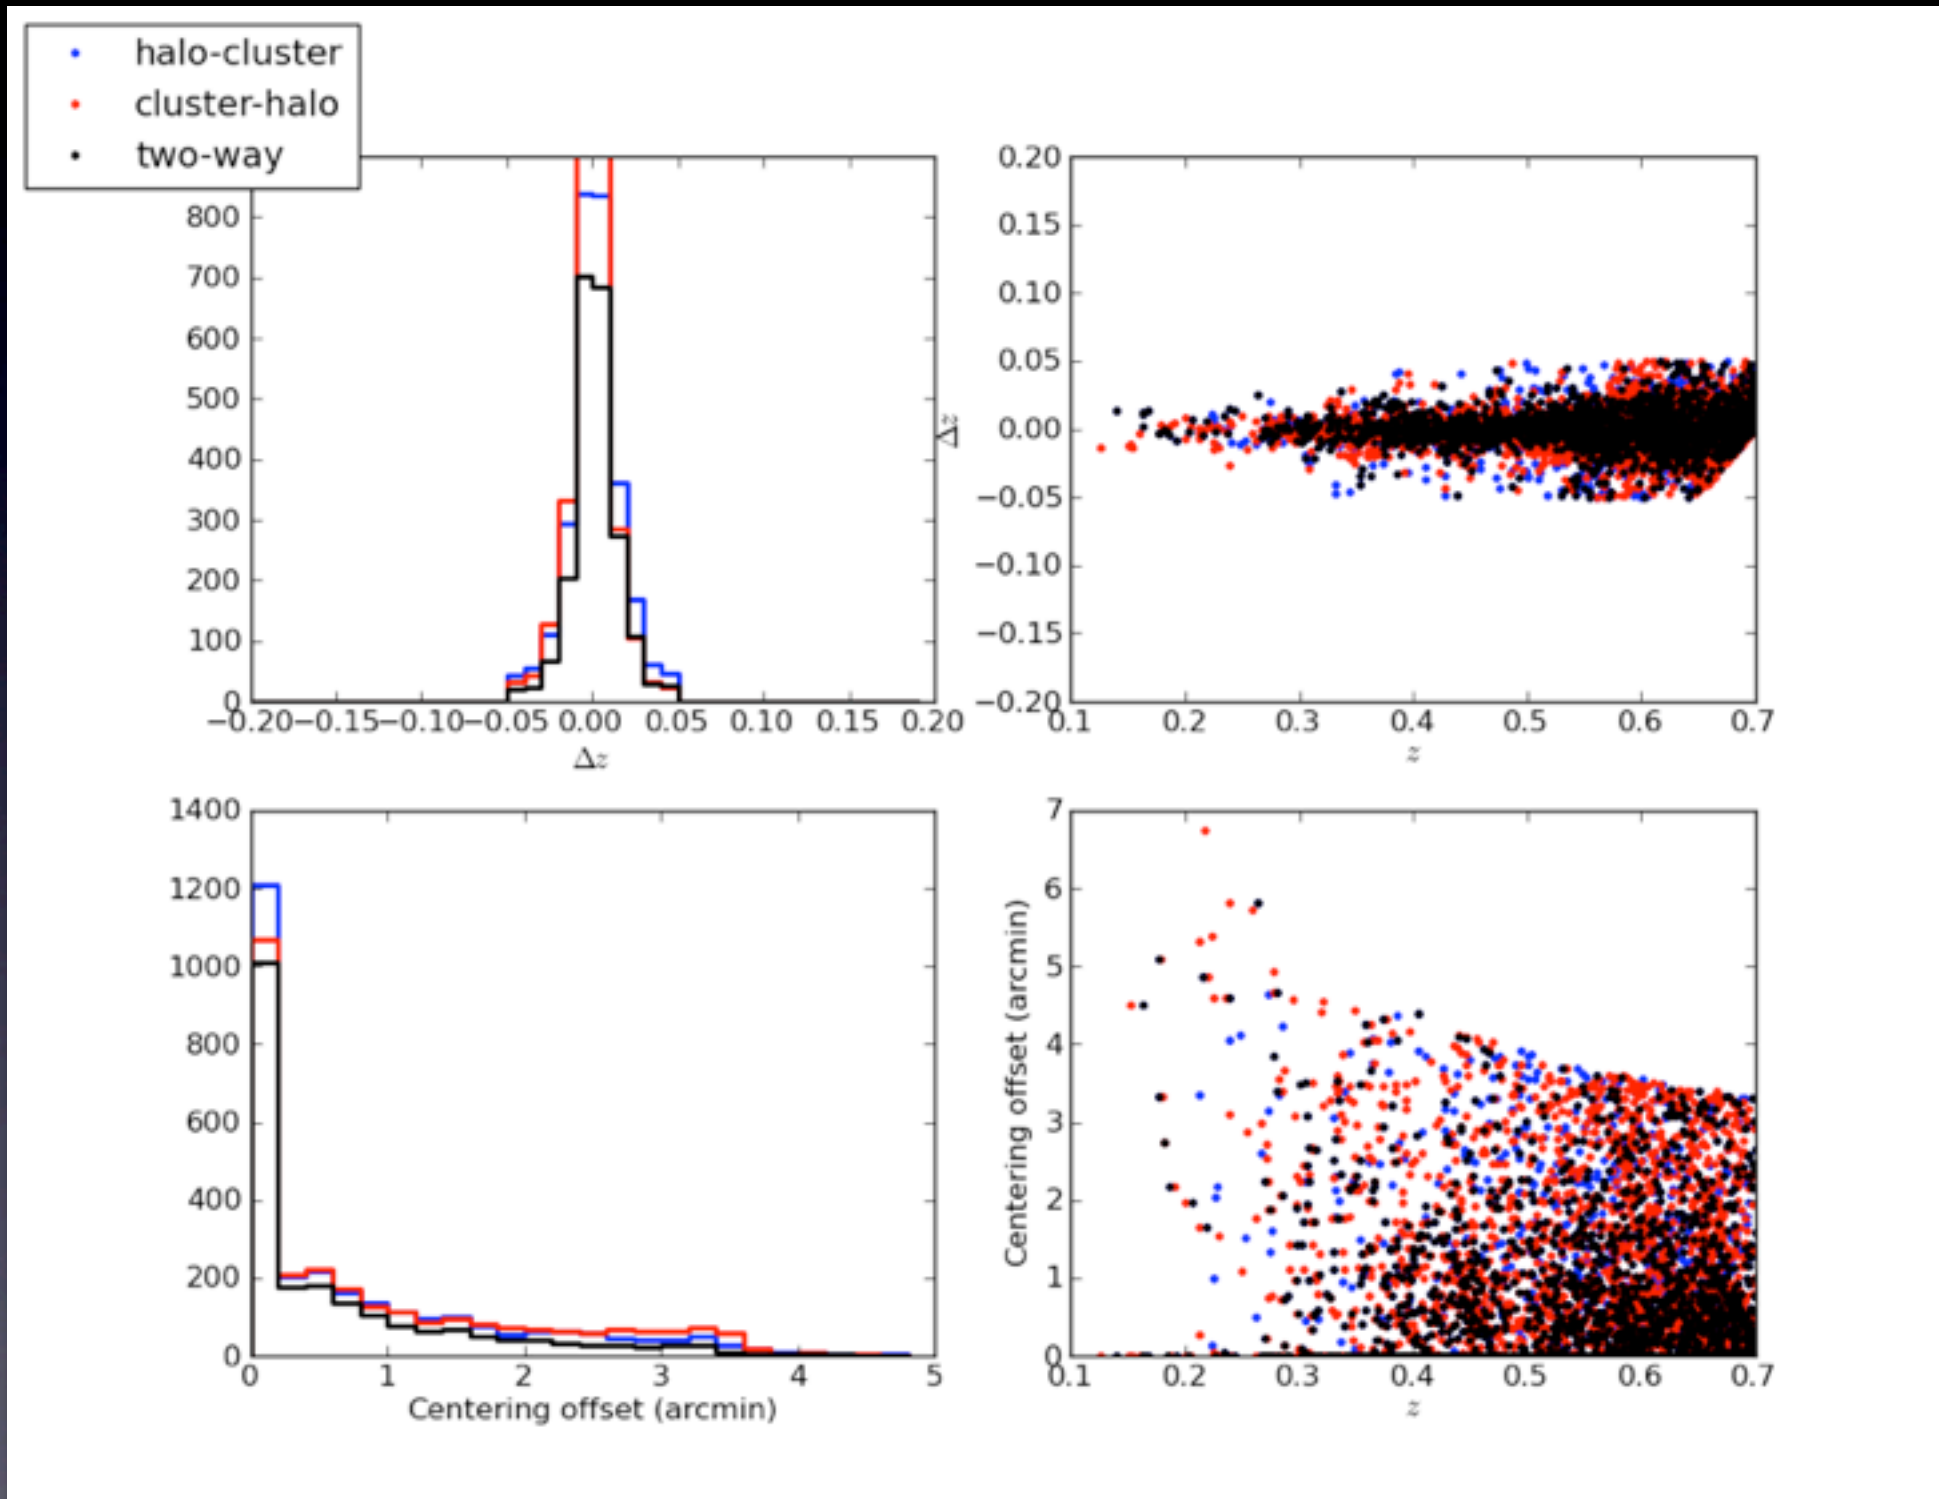 halo-cluster
cluster-halo
two-way
800
700
600
500
400
300
200
100
0
−0.20 −0.15 −0.10 −0.05 0.00 0.05 0.10 0.15 0.20
Δz
0.20
0.15
0.10
0.05
0.00
−0.05
−0.10
−0.15
−0.20
Δz
0.1 0.2 0.3 0.4 0.5 0.6 0.7
z
1400
1200
1000
800
600
400
200
0
0 1 2 3 4 5
Centering offset (arcmin)
7
6
5
4
3
2
1
0
Centering offset (arcmin)
0.1 0.2 0.3 0.4 0.5 0.6 0.7
z